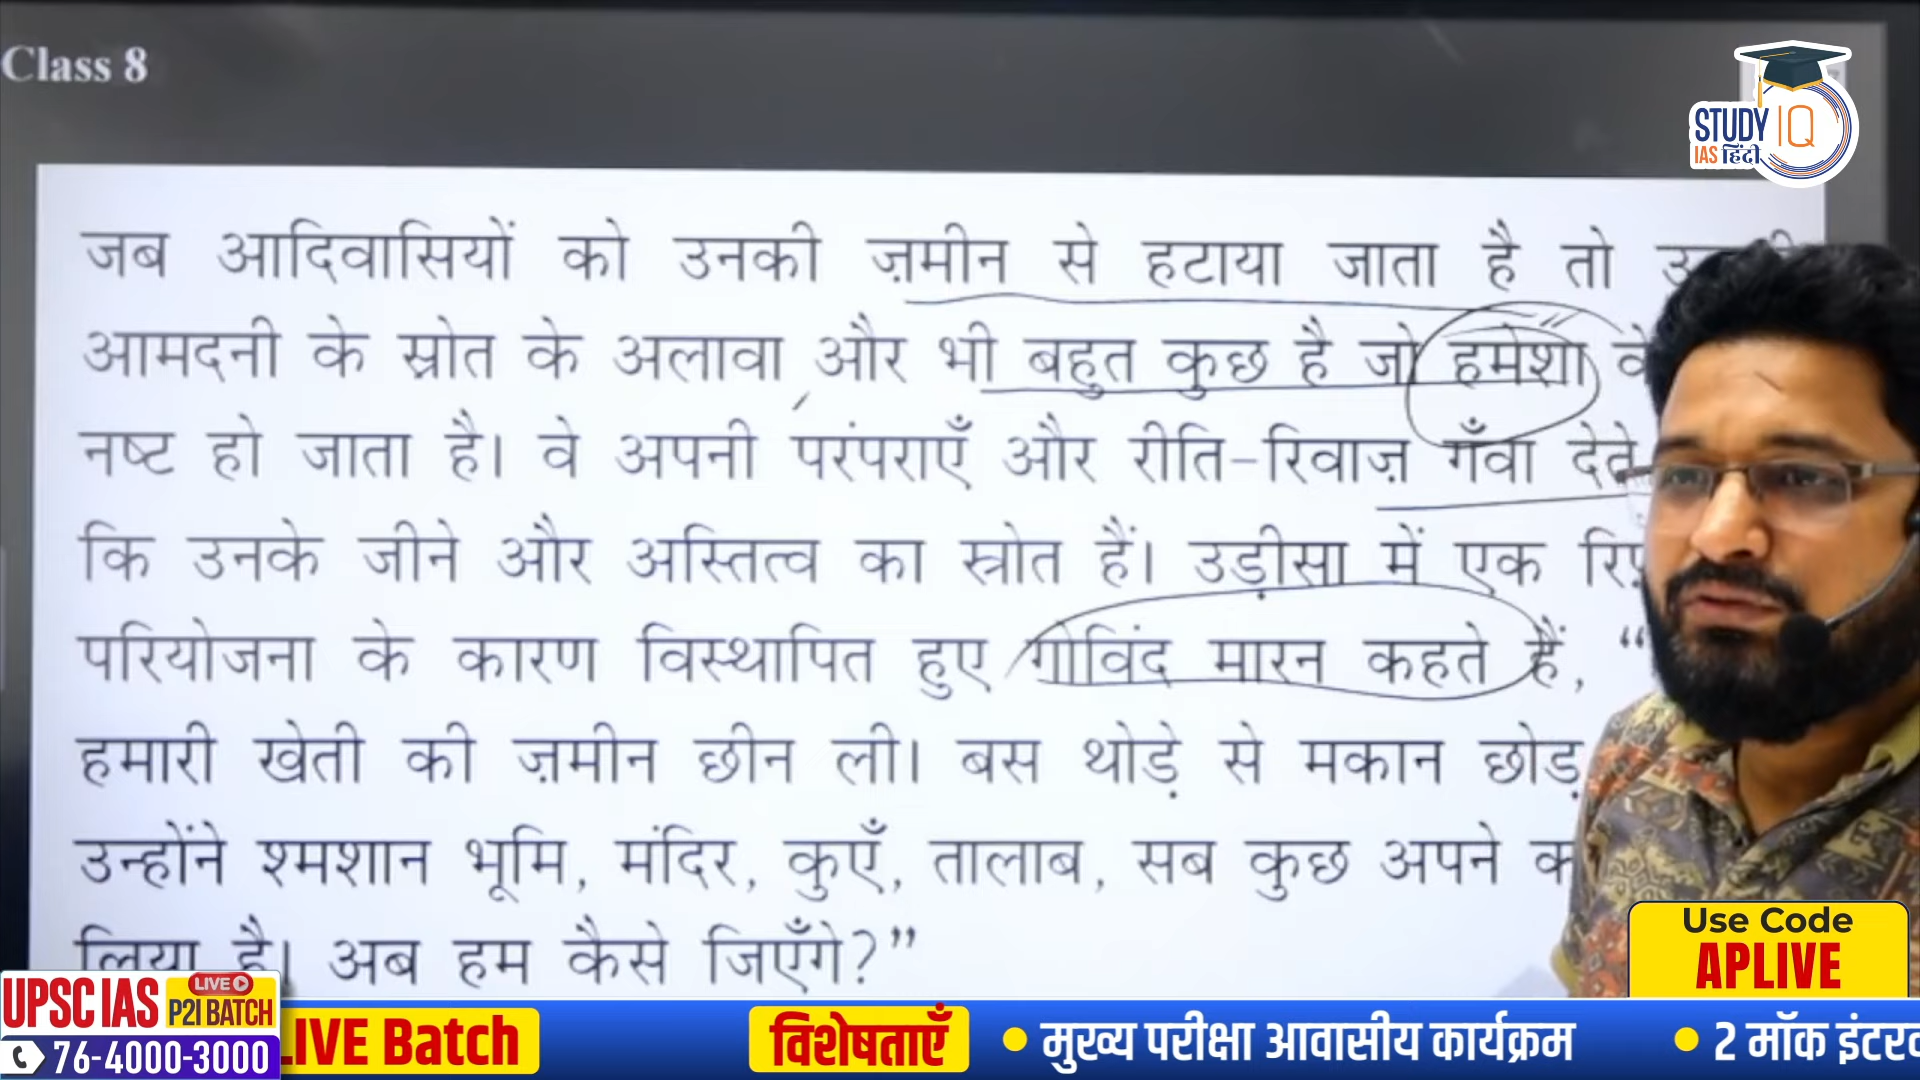 Class 8
STUDY IQ
IAS हिंदी
जब आदिवासियों को उनकी ज़मीन से हटाया जाता है तो
आमदनी के स्रोत के अलावा और भी बहुत कुछ है जो हमेशा
नष्ट हो जाता है। वे अपनी परंपराएँ और रीति-रिवाज़ गँवा देते
कि उनके जीने और अस्तित्व का स्रोत हैं। उड़ीसा में एक
परियोजना के कारण विस्थापित हुए गोविंद मारन कहते हैं, “
हमारी खेती की ज़मीन छीन ली। बस थोड़े से मकान छोड़
उन्होंने श्मशान भूमि, मंदिर, कुएँ, तालाब, सब कुछ अपने
लिया है। अब हम कैसे जिएँगे?”
Use Code
APLIVE
UPSC IAS LIVE P2I BATCH
76-4000-3000
LIVE Batch विशेषताएँ • मुख्य परीक्षा आवासीय कार्यक्रम • 2 मॉक